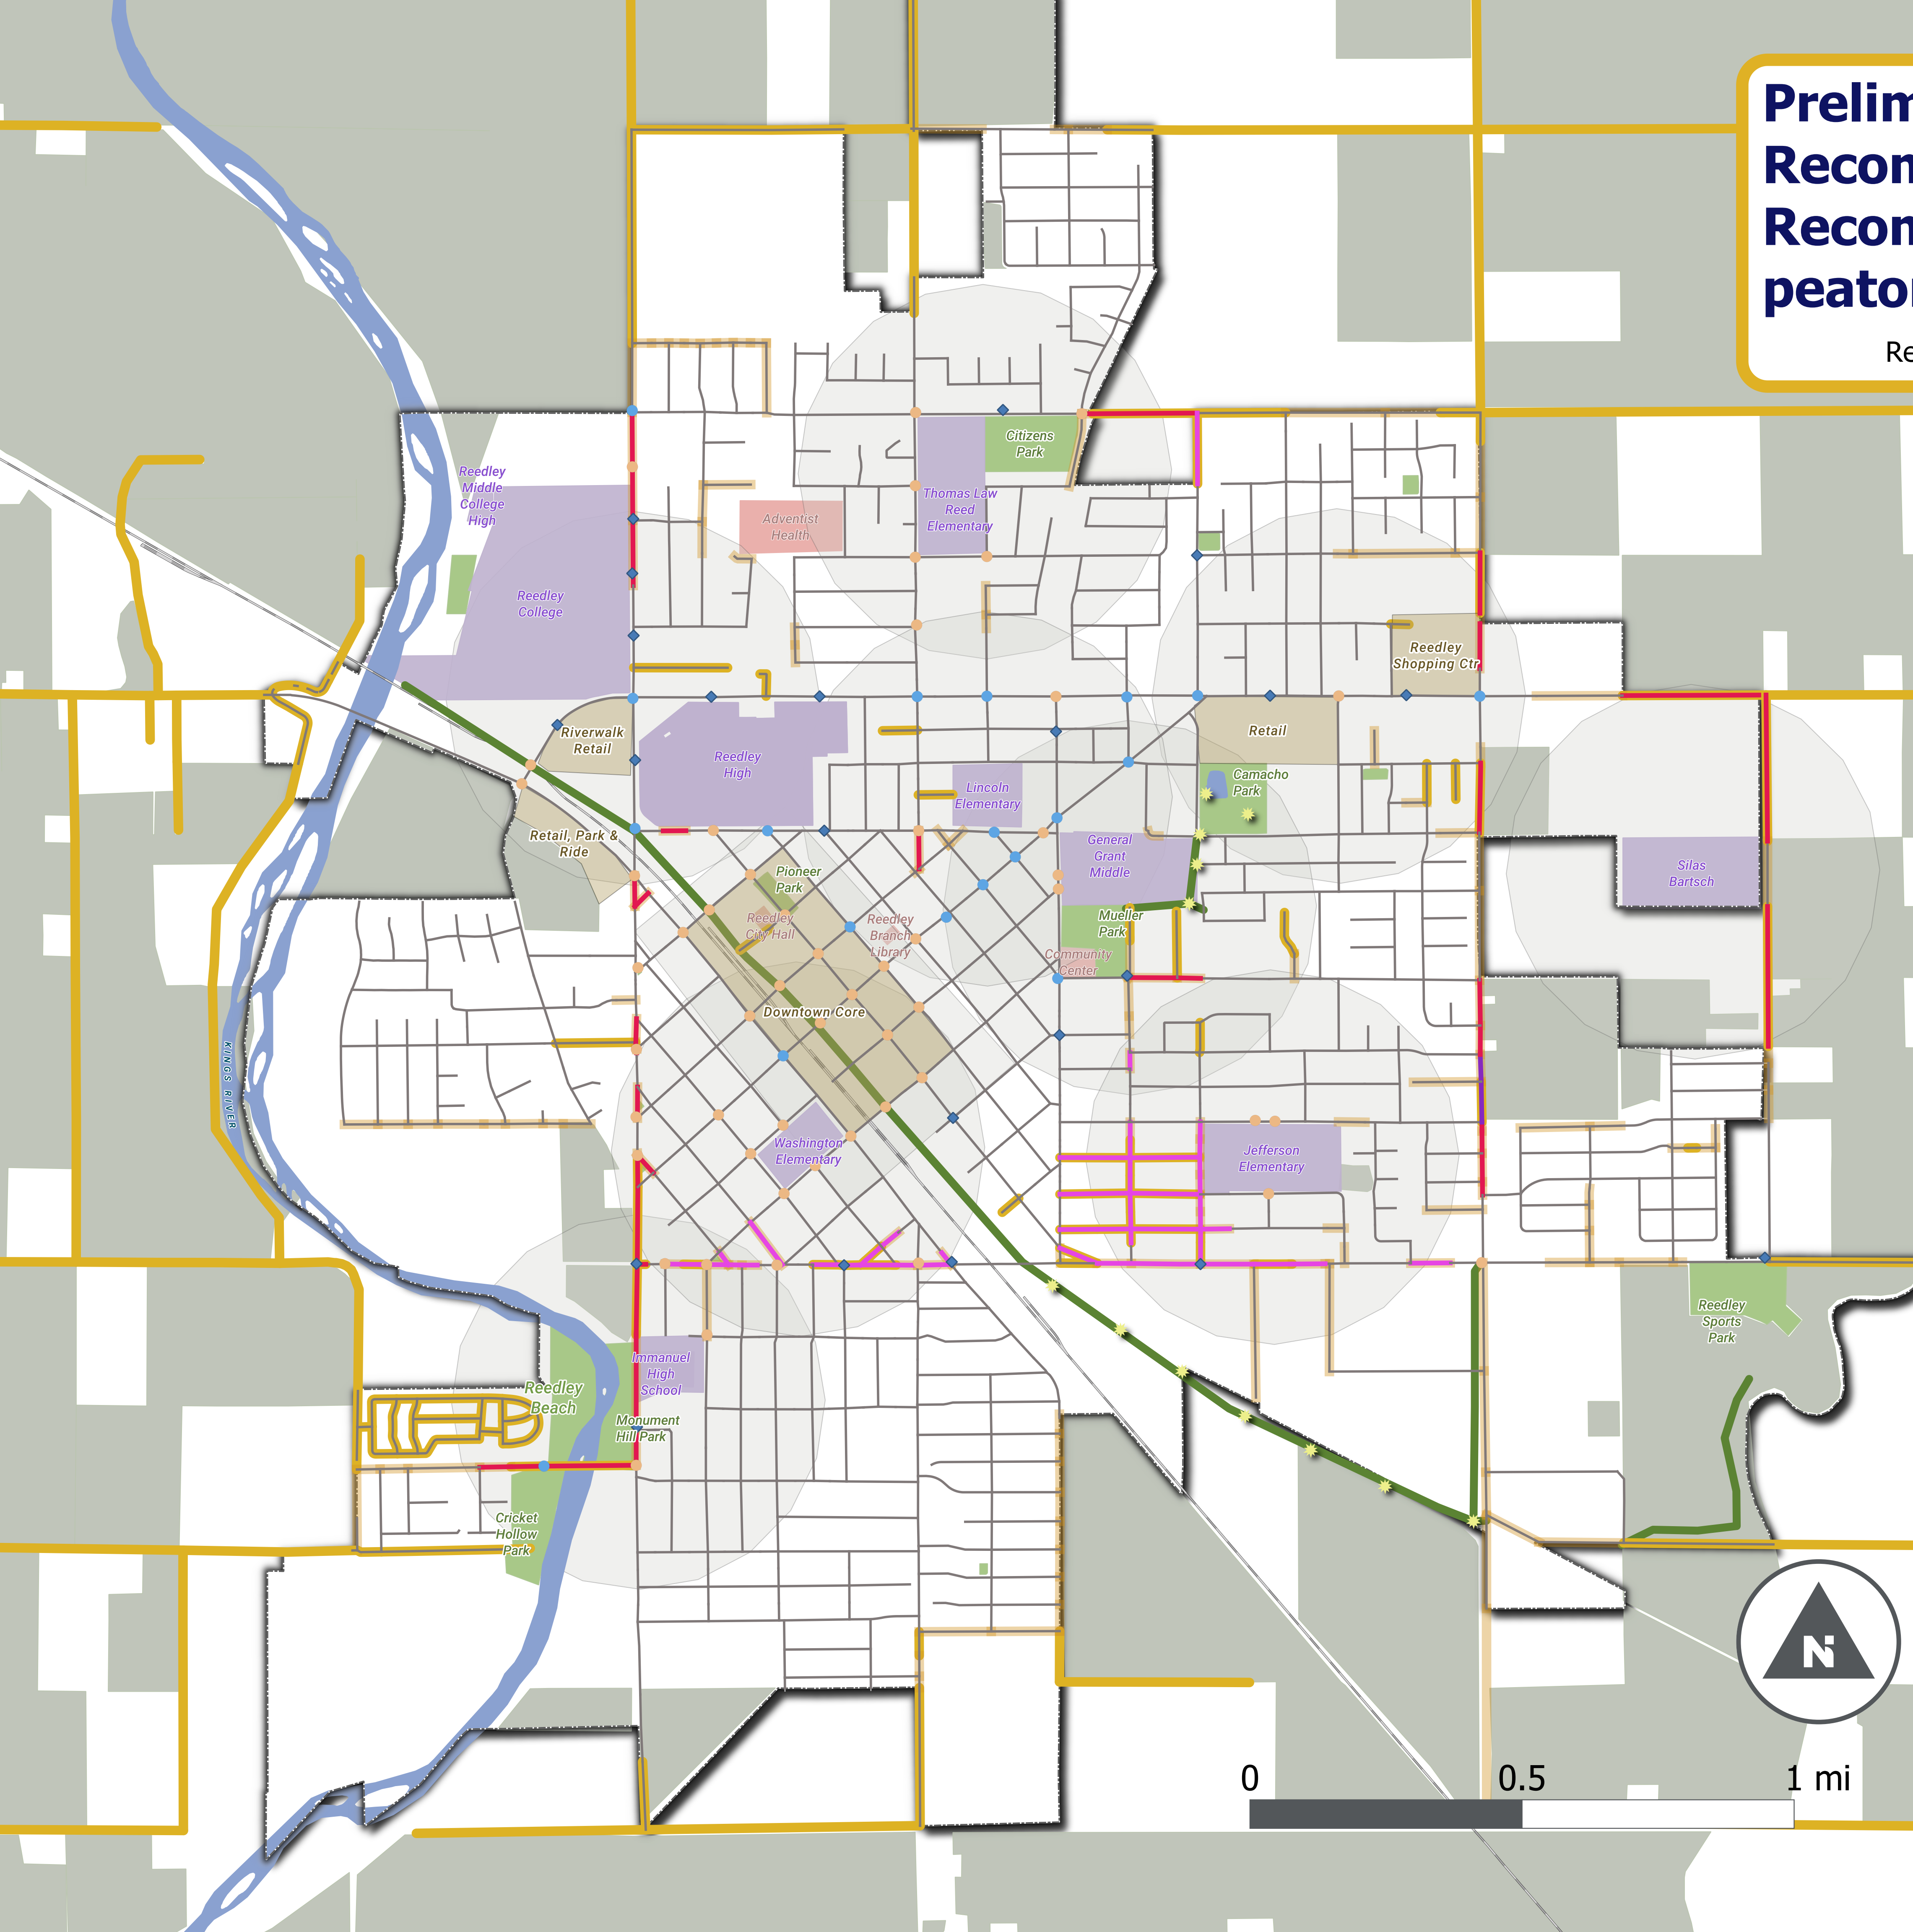 Prelim
Recom
Recom
peator
Re
Citizens
Park
Reedley
Middle
College
High
Thomas Law
Reed
Elementary
Adventist
Health
Reedley
College
Reedley
Shopping Ctr
Riverwalk
Retail
Retail
Reedley
High
Camacho
Park
Lincoln
Elementary
Retail, Park &
Ride
General
Grant
Middle
Silas
Bartsch
Pioneer
Park
Reedley
City Hall
Reedley
Branch
Library
Mueller
Park
Community
Center
Downtown Core
KINGS RIVER
Washington
Elementary
Jefferson
Elementary
Reedley
Sports
Park
Immanuel
High
School
Reedley
Beach
Monument
Hill Park
Cricket
Hollow
Park
N
0 0.5 1 mi